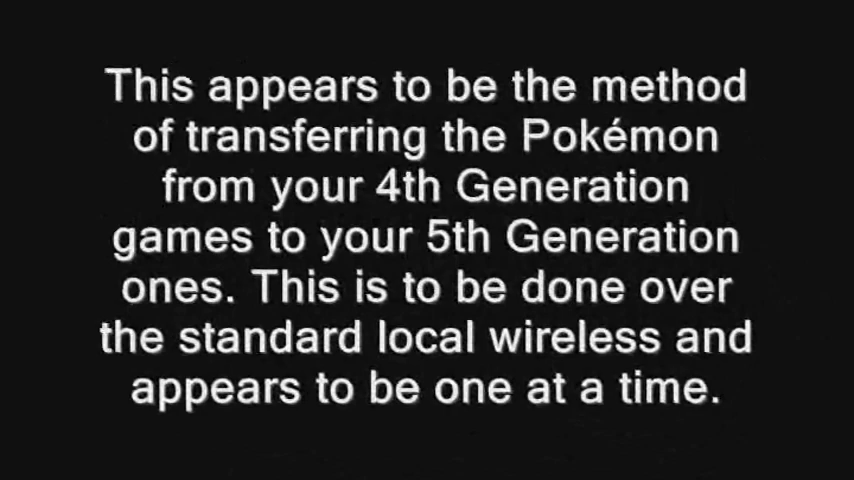 This appears to be the method
of transferring the Pokémon
from your 4th Generation
games to your 5th Generation
ones. This is to be done over
the standard local wireless and
appears to be one at a time.